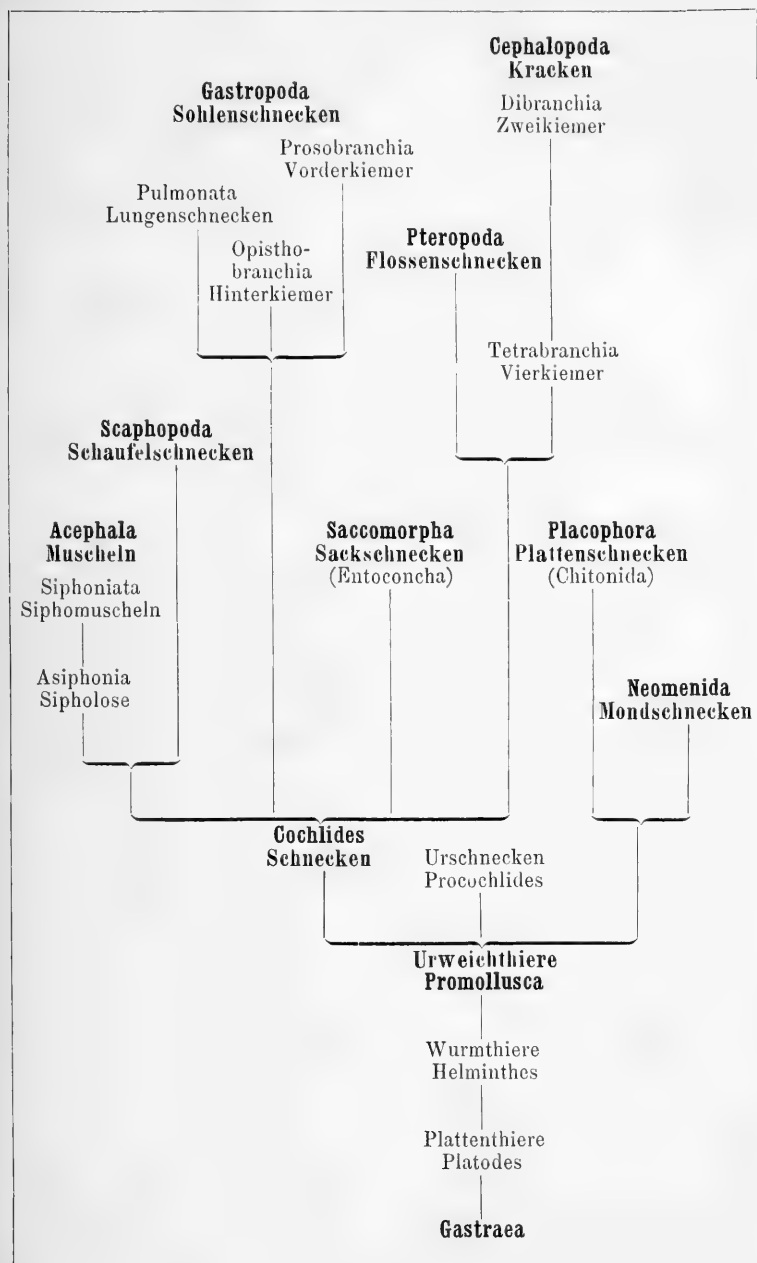 Cephalopoda
Kracken
Dibranchia
Zweikiemer
Gastropoda
Sohlenschnecken
Prosobranchia
Vorderkiemer
Pulmonata
Lungenschnecken
Opistho-
branchia
Hinterkiemer
Pteropoda
Flossenschnecken
Tetrabranchia
Vierkiemer
Scaphopoda
Schaufelschnecken
Acephala
Muscheln
Siphoniata
Siphomuscheln
Asiphonia
Sipholose
Saccomorpha
Sackschnecken
(Entoconcha)
Placophora
Plattenschnecken
(Chitonida)
Neomenida
Mondschnecken
Cochlides
Schnecken
Urschnecken
Procochlides
Urweichthiere
Promollusca
Wurmthiere
Helminthes
Plattenthiere
Platodes
Gastraea